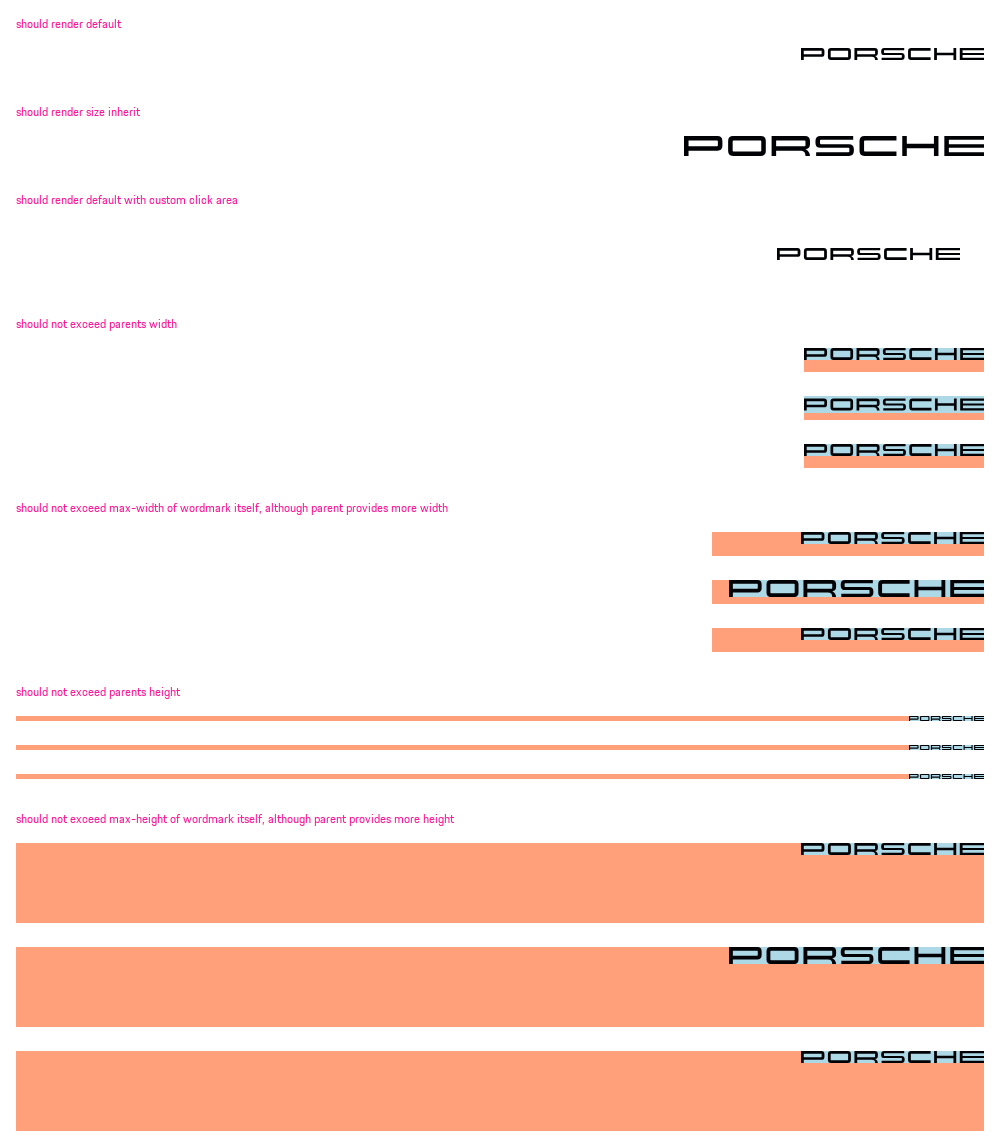 should render default
PORSCHE
should render size inherit
PORSCHE
should render default with custom click area
PORSCHE
should not exceed parents width
PORSCHE
PORSCHE
PORSCHE
should not exceed max-width of wordmark itself, although parent provides more width
PORSCHE
PORSCHE
PORSCHE
should not exceed parents height
PORSCHE
PORSCHE
PORSCHE
should not exceed max-height of wordmark itself, although parent provides more height
PORSCHE
PORSCHE
PORSCHE